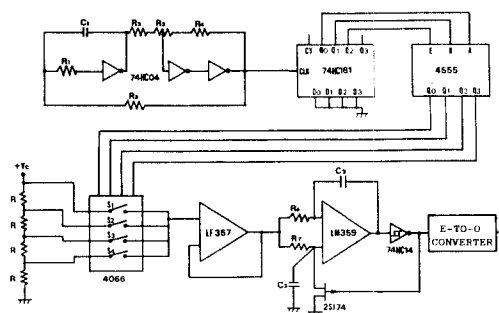 C1
R2 R3 R4
R1
74HC04
R5
CY Q0 Q1 Q2 Q3
CLK 74HC161
D0 D1 D2 D3
E B A
4555
Q0 Q1 Q2 Q3
+Vc
R
R
R
R
S1
S2
S3
S4
4066
LF357
C2
R6
R7
LM359
C3
2SJ74
74HC14
E-TO-O
CONVERTER